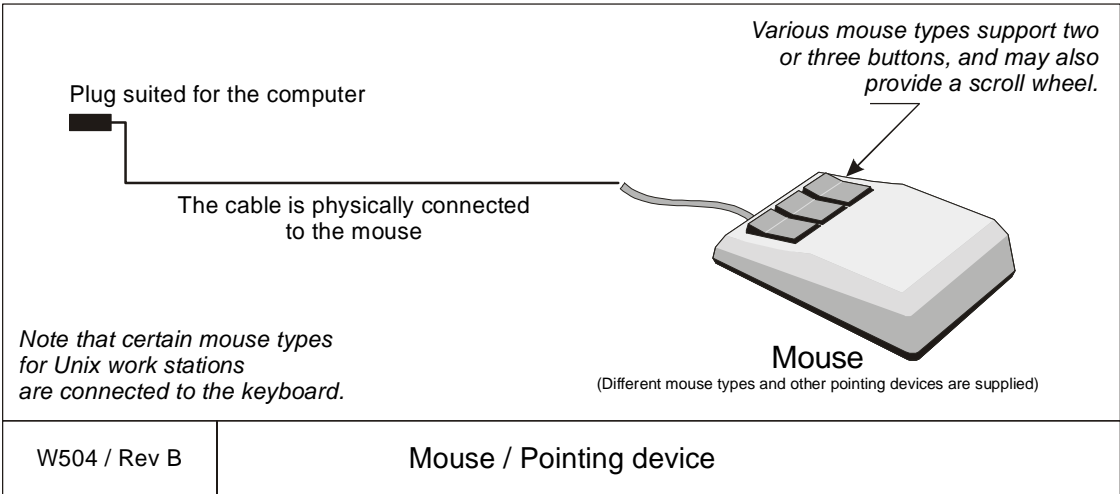 Various mouse types support two
or three buttons, and may also
provide a scroll wheel.
Plug suited for the computer
The cable is physically connected
to the mouse
Note that certain mouse types
for Unix work stations
are connected to the keyboard.
Mouse
(Different mouse types and other pointing devices are supplied)
W504 / Rev B
Mouse / Pointing device